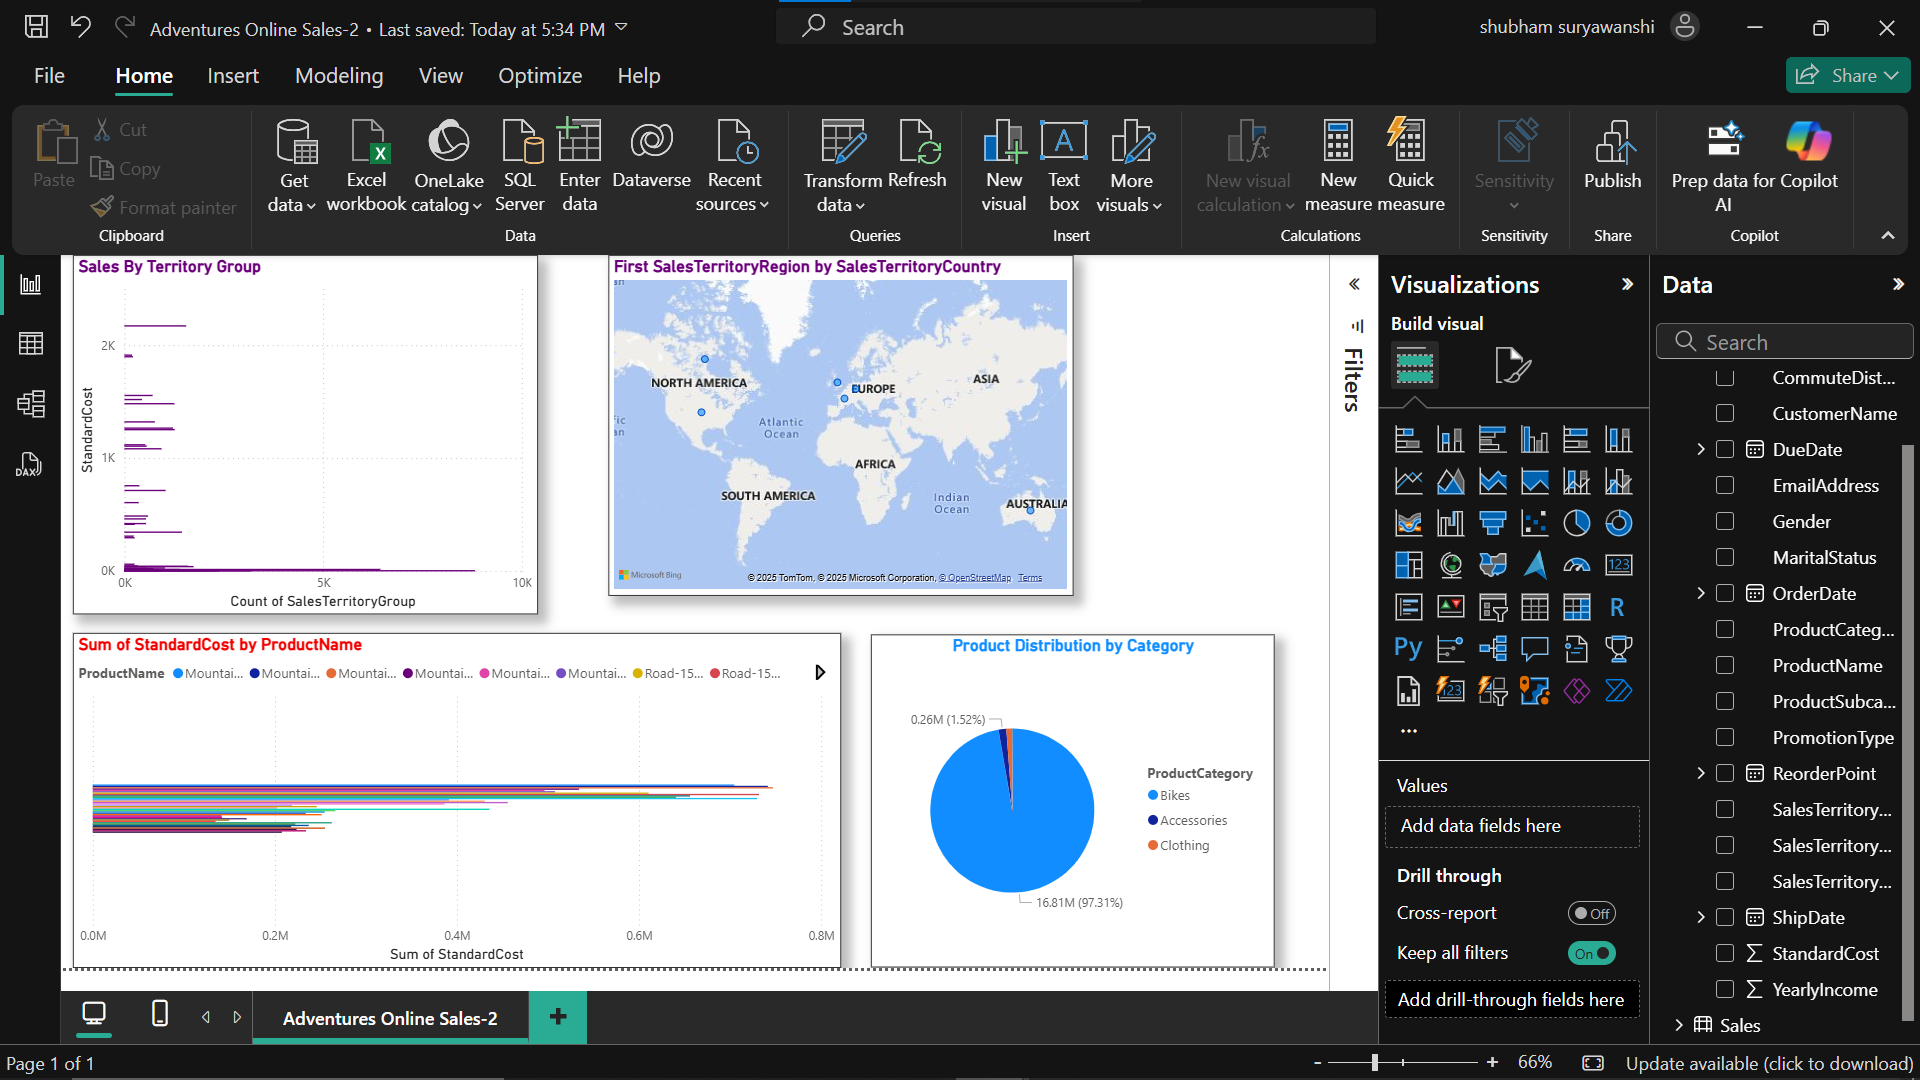 Adventures Online Sales-2 • Last saved: Today at 5:34 PM
Search
shubham suryawanshi
File
Home
Insert
Modeling
View
Optimize
Help
Share
Paste
Cut
Copy
Format painter
Clipboard
Get data
Excel workbook
OneLake catalog
SQL Server
Enter data
Dataverse
Recent sources
Data
Transform data
Refresh
Queries
New visual
Text box
More visuals
Insert
New visual calculation
New measure
Quick measure
Calculations
Sensitivity
Sensitivity
Publish
Share
Prep data for AI
Copilot
Copilot
DAX
Sales By Territory Group
StandardCost
2K
1K
0K
0K
5K
10K
Count of SalesTerritoryGroup
First SalesTerritoryRegion by SalesTerritoryCountry
NORTH AMERICA
EUROPE
ASIA
Atlantic
Ocean
AFRICA
SOUTH AMERICA
Indian
Ocean
AUSTRALIA
Microsoft Bing
© 2025 TomTom, © 2025 Microsoft Corporation, © OpenStreetMap Terms
Sum of StandardCost by ProductName
ProductName Mountai... Mountai... Mountai... Mountai... Mountai... Mountai... Road-15... Road-15...
0.0M
0.2M
0.4M
0.6M
0.8M
Sum of StandardCost
Product Distribution by Category
0.26M (1.52%)
16.81M (97.31%)
ProductCategory
Bikes
Accessories
Clothing
Filters
Visualizations
Build visual
123
R
Py
123
Values
Add data fields here
Drill through
Cross-report
Off
Keep all filters
On
Add drill-through fields here
Data
Search
CommuteDist...
CustomerName
DueDate
EmailAddress
Gender
MaritalStatus
OrderDate
ProductCateg...
ProductName
ProductSubca...
PromotionType
ReorderPoint
SalesTerritory...
SalesTerritory...
SalesTerritory...
ShipDate
StandardCost
YearlyIncome
Sales
Adventures Online Sales-2
Page 1 of 1
66%
Update available (click to download)